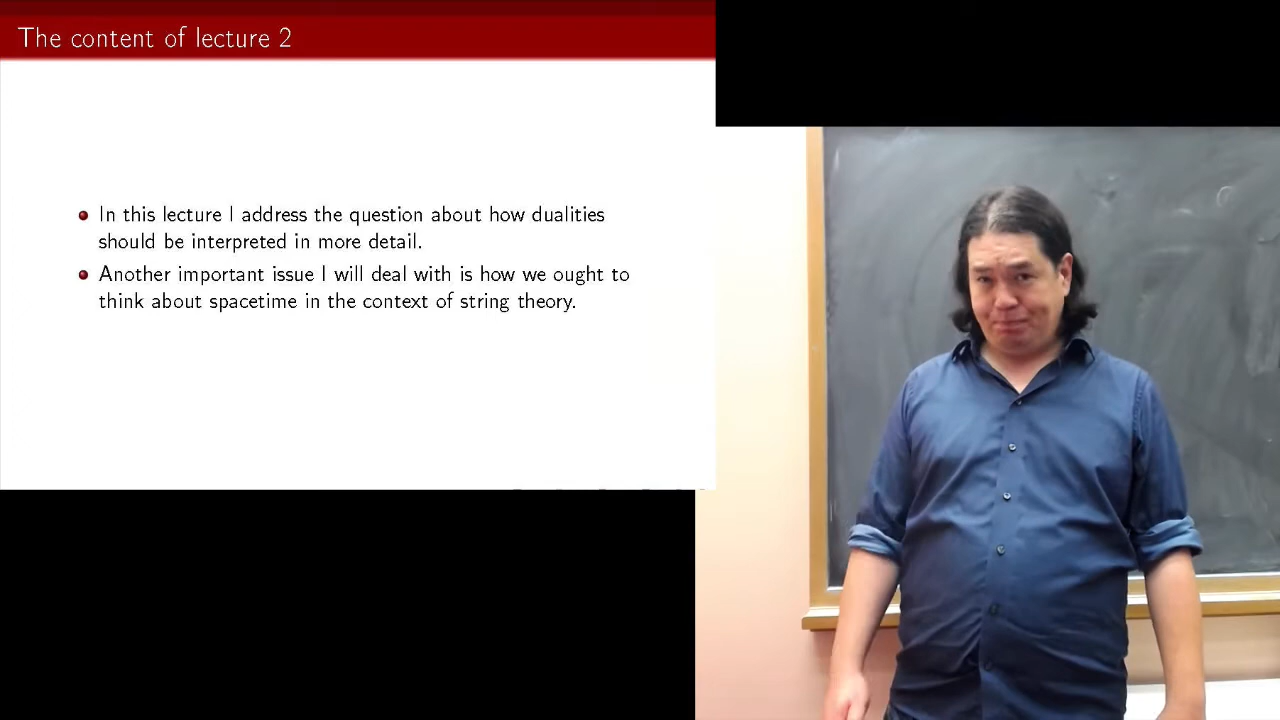 The content of lecture 2
In this lecture I address the question about how dualities
should be interpreted in more detail.
Another important issue I will deal with is how we ought to
think about spacetime in the context of string theory.